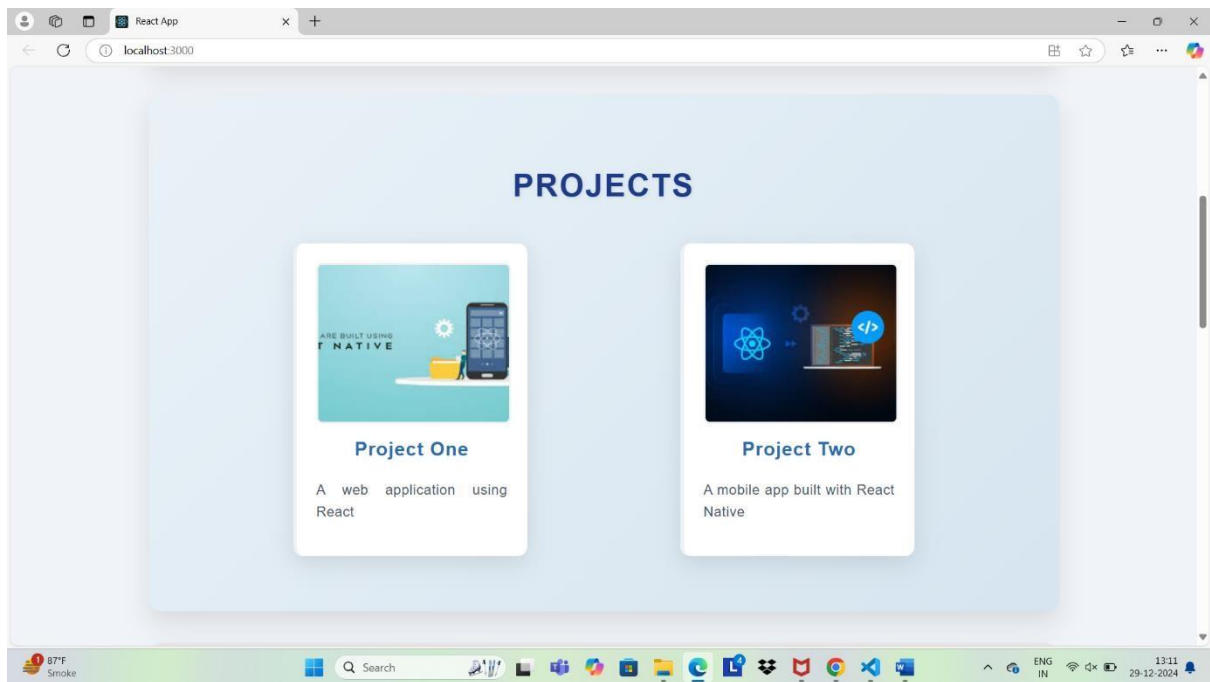 React App
localhost:3000
PROJECTS
ARE BUILT USING
T NATIVE
</>
Project One
A web application using
React
Project Two
A mobile app built with React
Native
1
87°F
Smoke
Search
L
W
ENG
IN
13:11
29-12-2024